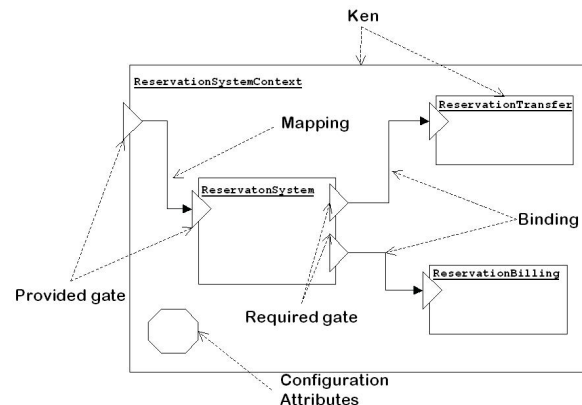 Ken
ReservationSystemContext
ReservationTransfer
Mapping
ReservatonSystem
Binding
Provided gate
Required gate
ReservationBilling
Configuration
Attributes